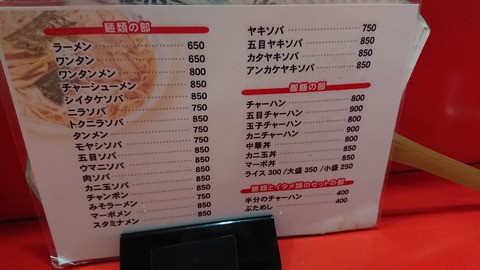 麺類の部
ラーメン 650
ワンタン 650
ワンタンメン 800
チャーシューメン 850
シイタケソバ 850
ニラソバ 750
トクニラソバ 850
タンメン 750
モヤシソバ 750
五目ソバ 850
ウマニソバ 850
肉ソバ 850
カニ玉ソバ 850
チャンポン 750
みそラーメン 850
マーボメン 850
スタミナメン 850
ヤキソバ 750
五目ヤキソバ 850
カタヤキソバ 850
アンカケヤキソバ 850
御飯の部
チャーハン 800
五目チャーハン 900
玉子チャーハン 800
カニチャーハン 900
中華丼 800
カニ玉丼 850
マーボ丼 850
ライス 300/大盛 350/小盛 250
麺類とイタメ類のセットの部
半分のチャーハン 400
ぶためし 400